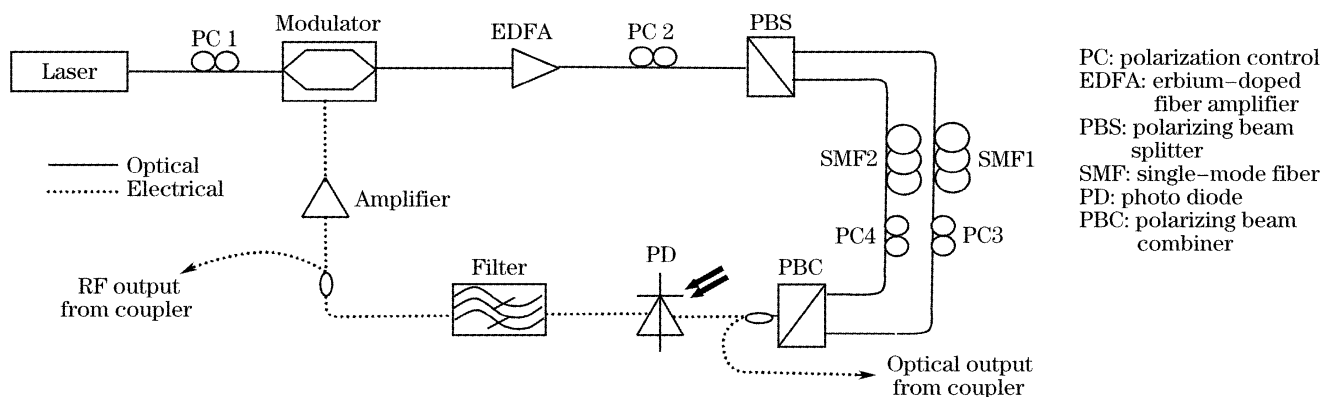 Laser
PC 1
Modulator
EDFA
PC 2
PBS
PC: polarization control
EDFA: erbium-doped
fiber amplifier
PBS: polarizing beam
splitter
SMF: single-mode fiber
PD: photo diode
PBC: polarizing beam
combiner
SMF2
SMF1
Optical
Electrical
Amplifier
PC4
PC3
RF output
from coupler
Filter
PD
PBC
Optical output
from coupler